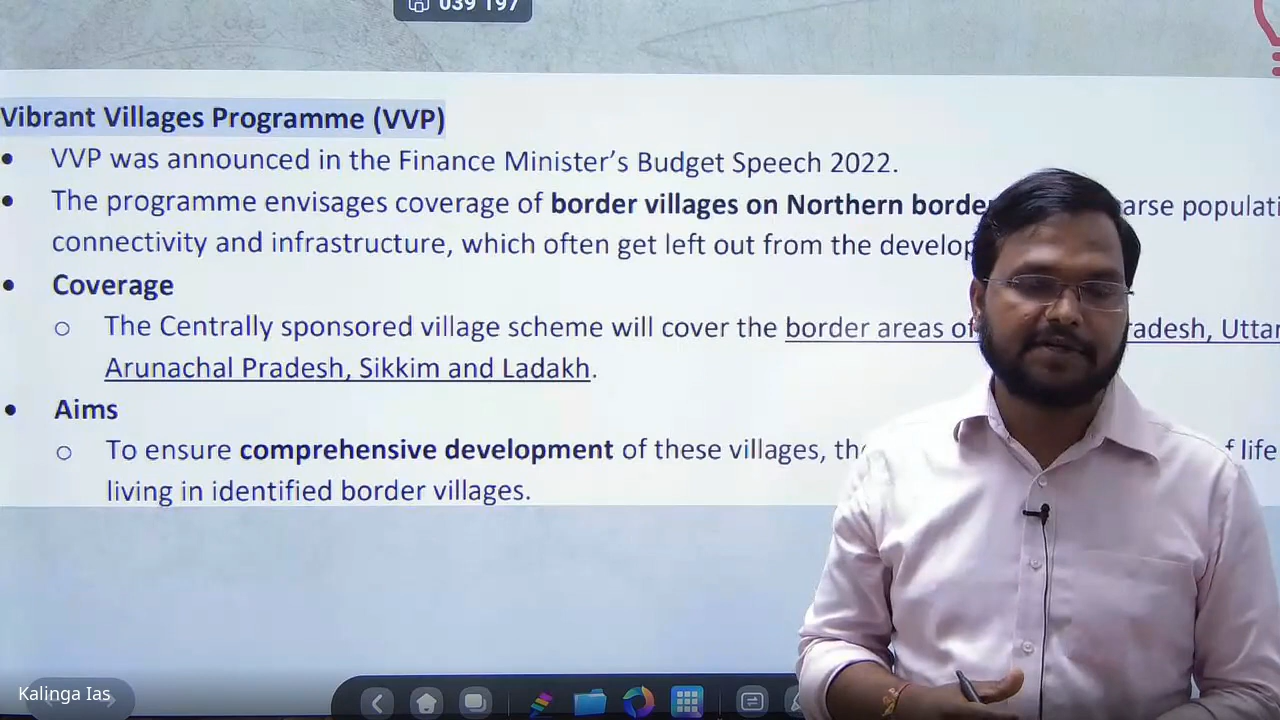 039 197
Vibrant Villages Programme (VVP)
• VVP was announced in the Finance Minister's Budget Speech 2022.
• The programme envisages coverage of border villages on Northern
connectivity and infrastructure, which often get left out from the
• Coverage
o The Centrally sponsored village scheme will cover the border areas of
Arunachal Pradesh, Sikkim and Ladakh.
• Aims
o To ensure comprehensive development of these villages, of life
living in identified border villages.
Kalinga Ias